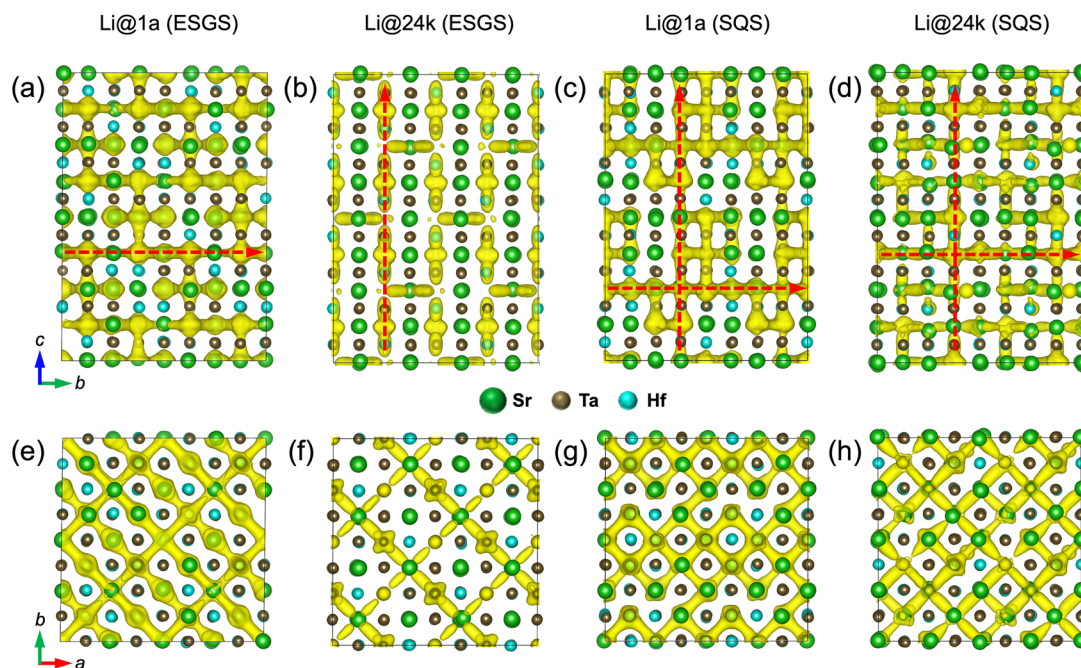 Li@1a (ESGS) Li@24k (ESGS) Li@1a (SQS) Li@24k (SQS)
(a) (b) (c) (d)
c
b
Sr Ta Hf
(e) (f) (g) (h)
b
a